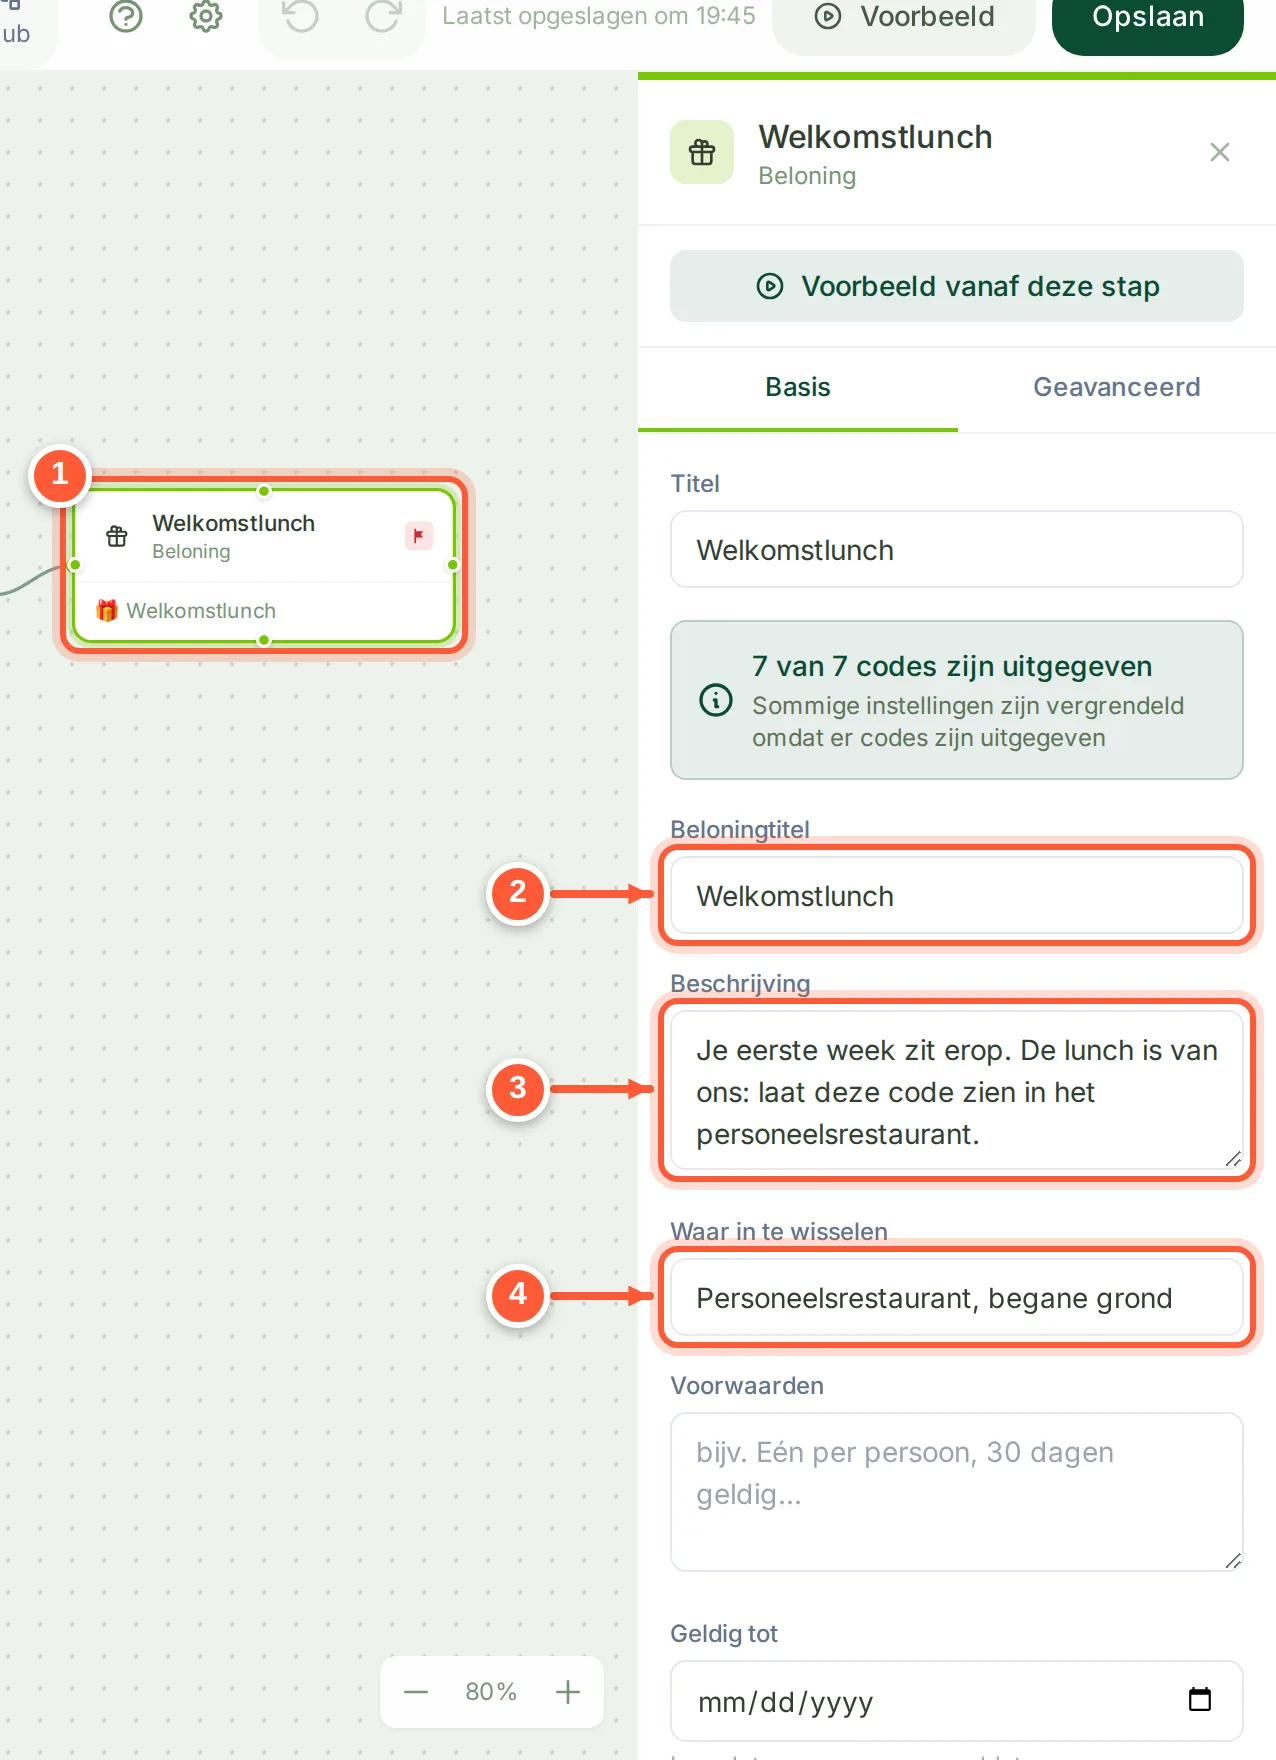 ub
Laatst opgeslagen om 19:45
Voorbeeld
Opslaan
Welkomstlunch
Beloning
Voorbeeld vanaf deze stap
Basis
Geavanceerd
1
Welkomstlunch
Beloning
Welkomstlunch
Titel
Welkomstlunch
7 van 7 codes zijn uitgegeven
Sommige instellingen zijn vergrendeld
omdat er codes zijn uitgegeven
Beloningtitel
2
Welkomstlunch
Beschrijving
3
Je eerste week zit erop. De lunch is van
ons: laat deze code zien in het
personeelsrestaurant.
Waar in te wisselen
4
Personeelsrestaurant, begane grond
Voorwaarden
bijv. Eén per persoon, 30 dagen
geldig...
Geldig tot
80%
mm/dd/yyyy